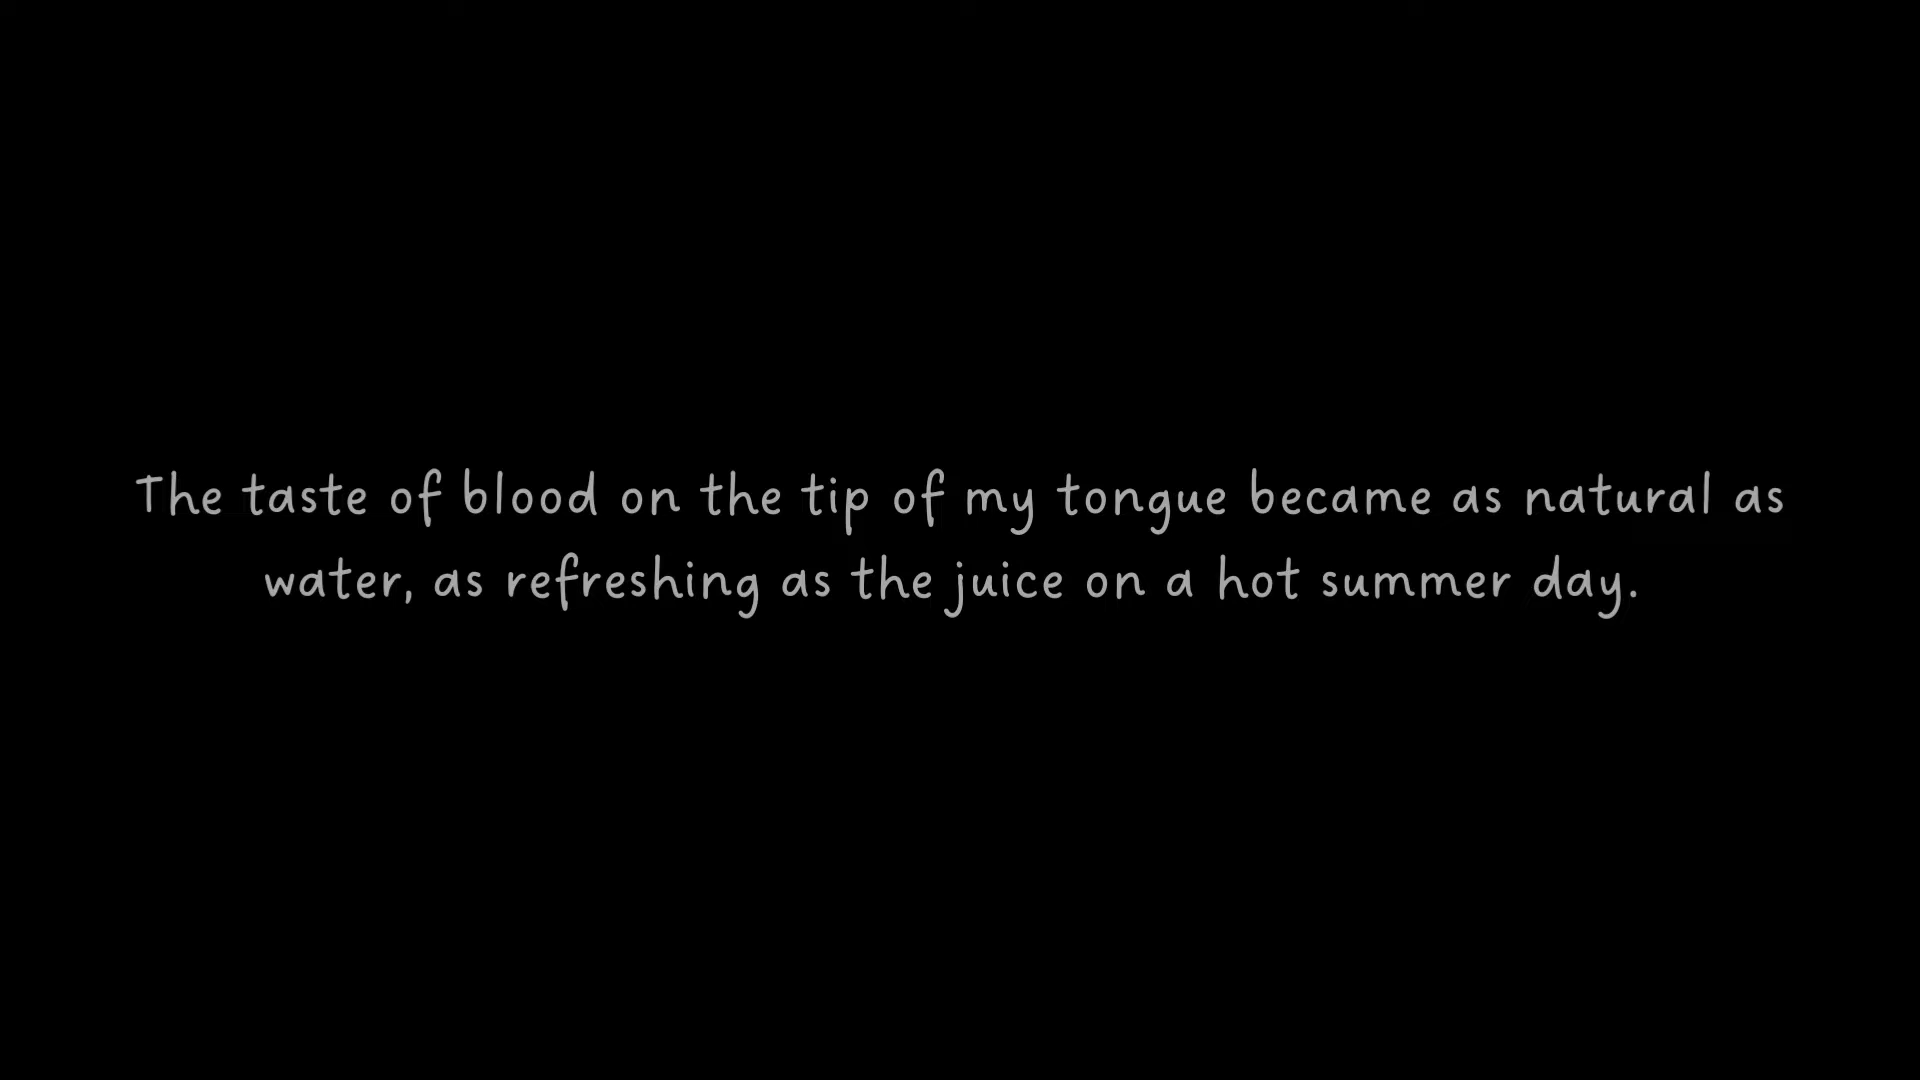 The taste of blood on the tip of my tongue became as natural as
water, as refreshing as the juice on a hot summer day.